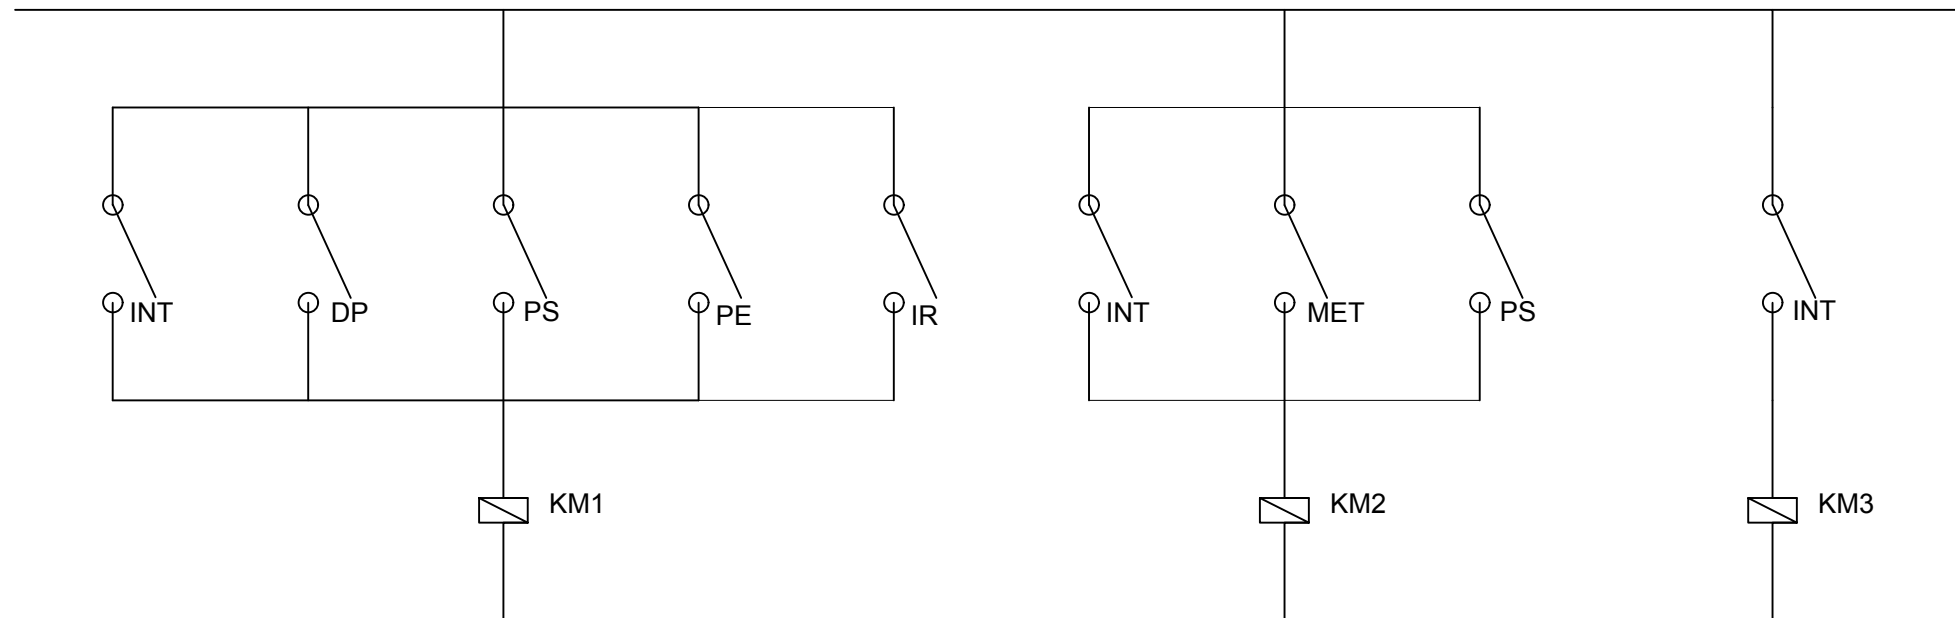 INT
DP
PS
PE
IR
INT
MET
PS
INT
KM1
KM2
KM3